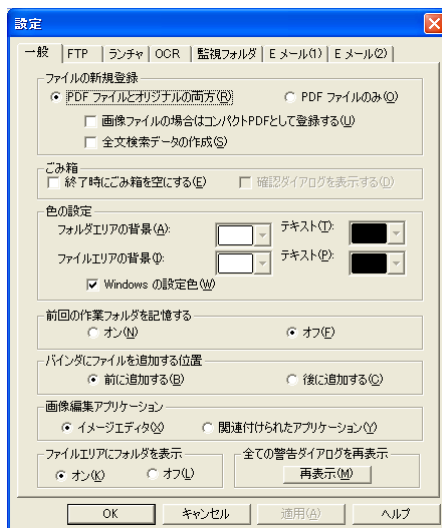 設定
一般 FTP ランチャ OCR 監視フォルダ E メール(1) E メール(2)
ファイルの新規登録
PDF ファイルとオリジナルの両方(R) PDF ファイルのみ(O)
画像ファイルの場合はコンパクトPDFとして登録する(U)
全文検索データの作成(S)
ごみ箱
終了時にごみ箱を空にする(E) 確認ダイアログを表示する(D)
色の設定
フォルダエリアの背景(A): テキスト(T):
ファイルエリアの背景(I): テキスト(P):
Windows の設定色(W)
前回の作業フォルダを記憶する
オン(N) オフ(F)
バインダにファイルを追加する位置
前に追加する(B) 後に追加する(C)
画像編集アプリケーション
イメージエディタ(X) 関連付けられたアプリケーション(Y)
ファイルエリアにフォルダを表示 全ての警告ダイアログを再表示
オン(K) オフ(L) 再表示(M)
OK キャンセル 適用(A) ヘルプ